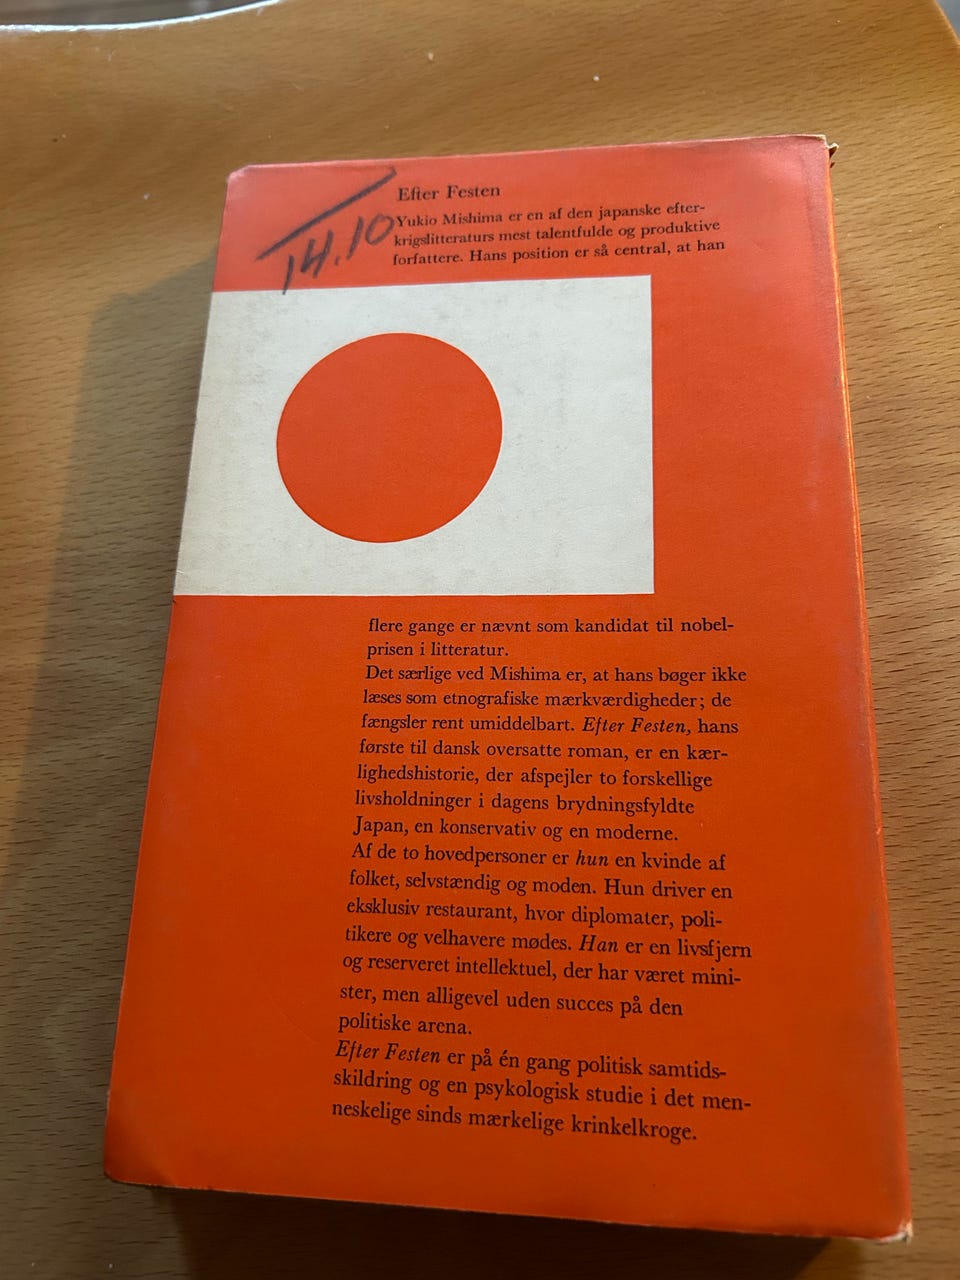 14.10
Efter Festen
Yukio Mishima er en af den japanske efter-
krigslitteraturs mest talentfulde og produktive
forfattere. Hans position er så central, at han
flere gange er nævnt som kandidat til nobel-
prisen i litteratur.
Det særlige ved Mishima er, at hans bøger ikke
læses som etnografiske mærkværdigheder; de
fængsler rent umiddelbart. Efter Festen, hans
første til dansk oversatte roman, er en kær-
lighedshistorie, der afspejler to forskellige
livsholdninger i dagens brydningsfyldte
Japan, en konservativ og en moderne.
Af de to hovedpersoner er hun en kvinde af
folket, selvstændig og moden. Hun driver en
eksklusiv restaurant, hvor diplomater, poli-
tikere og velhavere mødes. Han er en livsfjern
og reserveret intellektuel, der har været mini-
ster, men alligevel uden succes på den
politiske arena.
Efter Festen er på én gang politisk samtids-
skildring og en psykologisk studie i det men-
neskelige sinds mærkelige krinkelkroge.